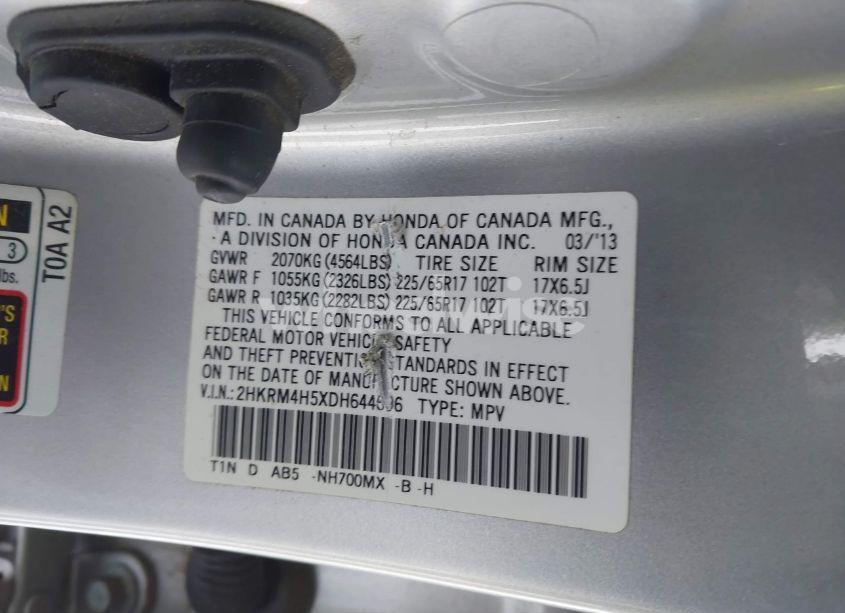 MFD. IN CANADA BY HONDA OF CANADA MFG.,
A DIVISION OF HONDA CANADA INC. 03/'13
GVWR 2070KG (4564LBS) TIRE SIZE RIM SIZE
GAWR F 1055KG (2326LBS) 225/65R17 102T 17X6.5J
GAWR R 1035KG (2282LBS) 225/65R17 102T 17X6.5J
THIS VEHICLE CONFORMS TO ALL APPLICABLE
FEDERAL MOTOR VEHICLE SAFETY
AND THEFT PREVENTION STANDARDS IN EFFECT
ON THE DATE OF MANUFACTURE SHOWN ABOVE.
V.I.N.: TYPE: MPV
T1N D AB5 -NH700MX -B -H
T0A A2
3
lbs.